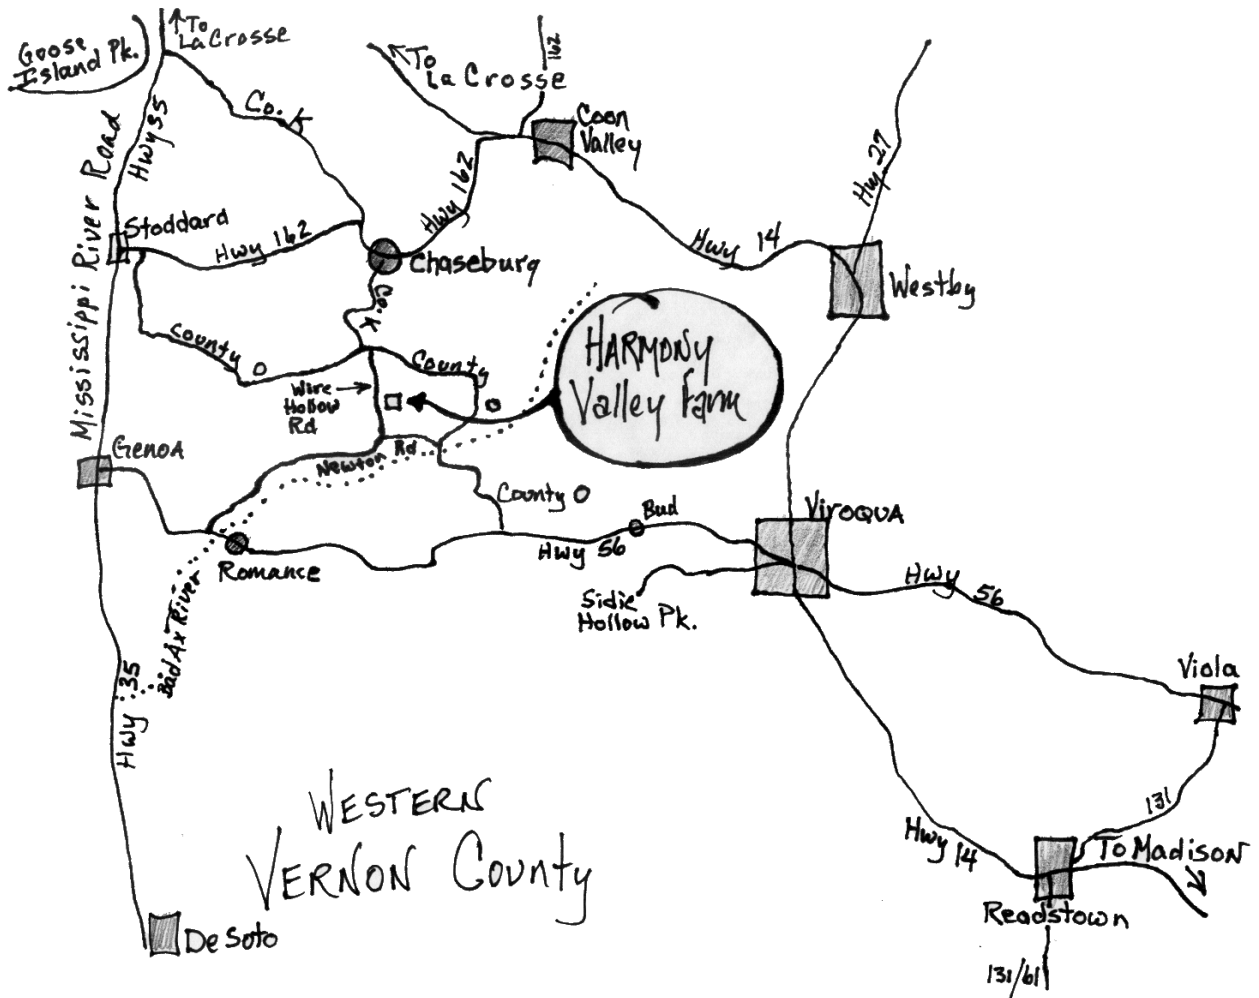 Goose
Island Pk.
To
LaCrosse
To
LaCrosse
162
Co. K
Hwy 35
Mississippi River Road
Coon
Valley
Hwy 162
Hwy 27
Stoddard
Hwy 162
Chaseburg
Hwy 14
Westby
Co. K
County O
County
O
Wire
Hollow
Rd
HARMONY
Valley Farm
Genoa
Newton Rd
County O
Bud
Viroqua
Hwy 56
Romance
Sidie
Hollow Pk.
Hwy 56
Bad Ax River
Hwy 35
Viola
131
WESTERN
VERNON County
Hwy 14
To Madison
Readstown
131/61
De Soto